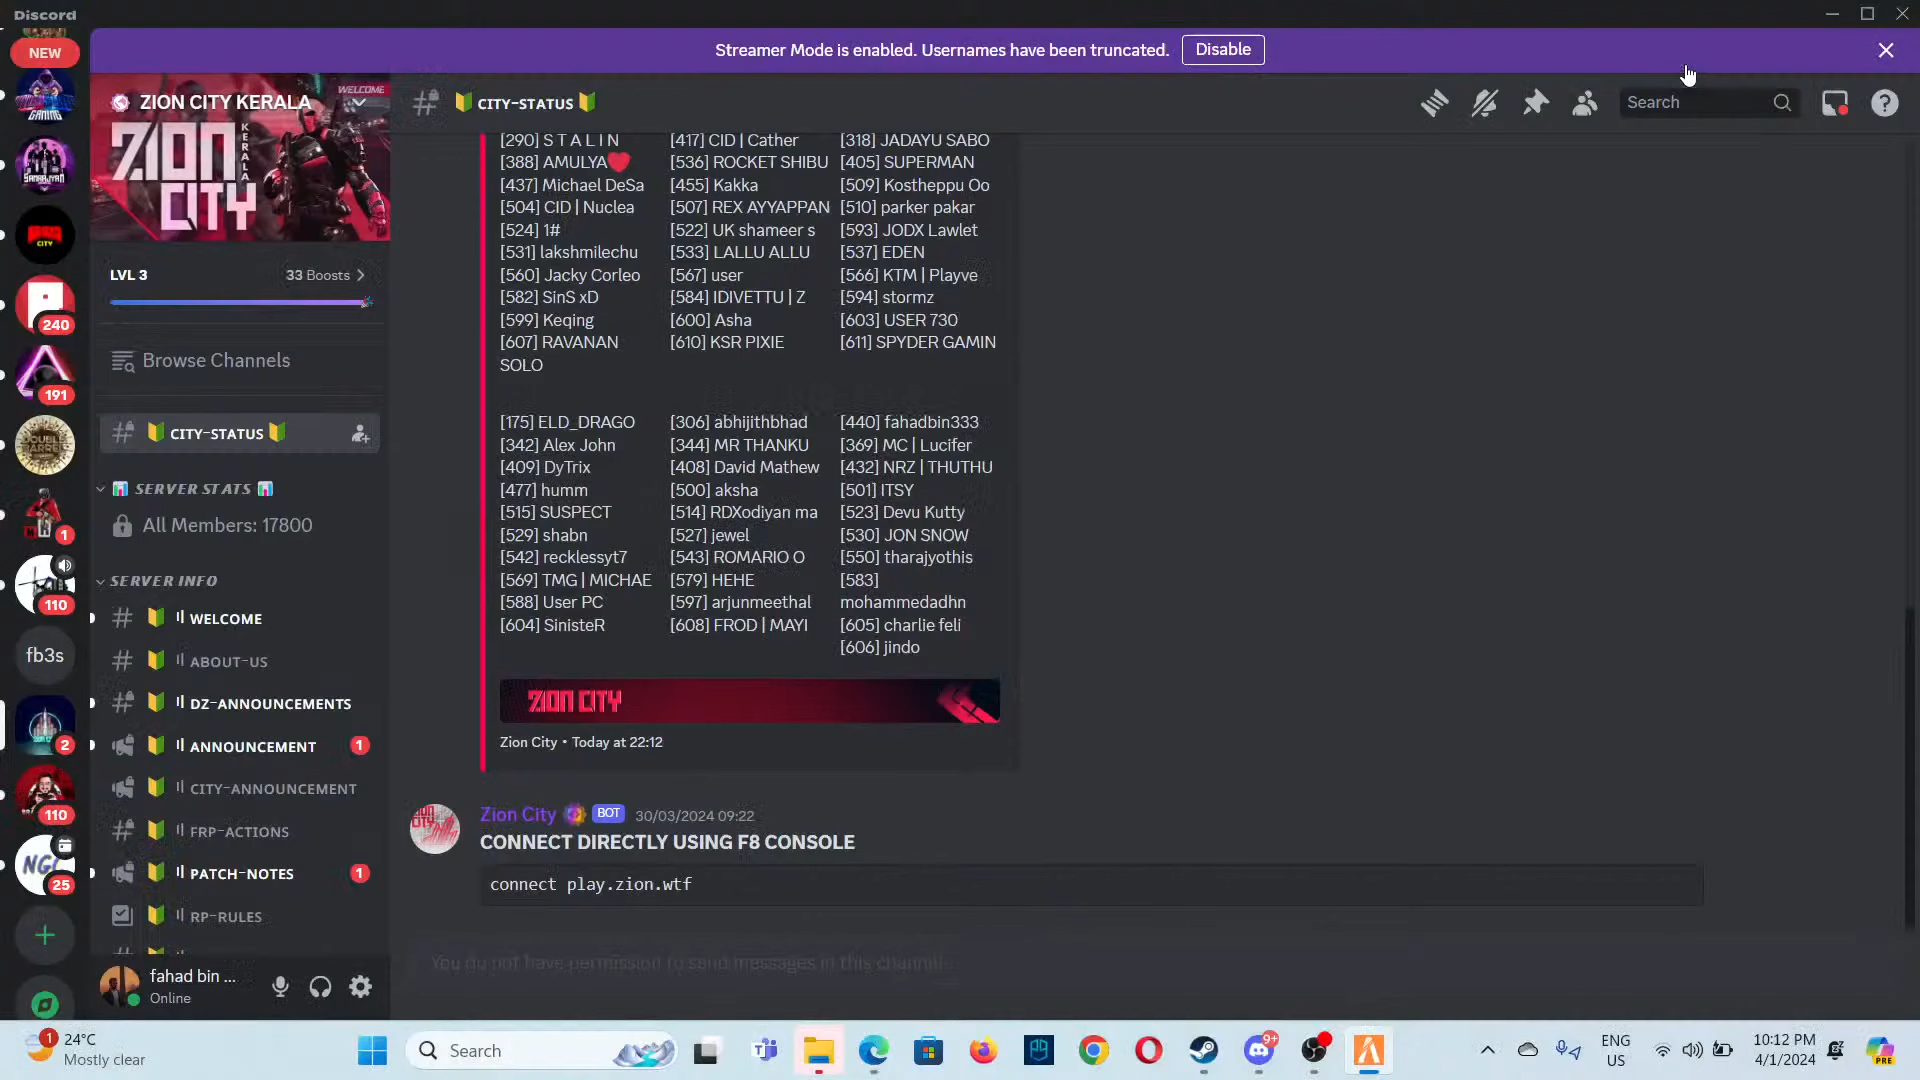 Discord
Streamer Mode is enabled. Usernames have been truncated. Disable
NEW
ZION CITY KERALA
WELCOME
ZION
KERALA
CITY
CITY-STATUS
Search
LVL 3 33 Boosts
Browse Channels
CITY-STATUS
SERVER STATS
All Members: 17800
SERVER INFO
WELCOME
ABOUT-US
DZ-ANNOUNCEMENTS
ANNOUNCEMENT 1
CITY-ANNOUNCEMENT
FRP-ACTIONS
PATCH-NOTES 1
RP-RULES
fahad bin ...
Online
GAMING
CITY
240
191
1
110
fb3s
2
110
NGC
25
[290] S T A L I N [417] CID | Cather [318] JADAYU SABO
[388] AMULYA❤️ [536] ROCKET SHIBU [405] SUPERMAN
[437] Michael DeSa [455] Kakka [509] Kostheppu Oo
[504] CID | Nuclea [507] REX AYYAPPAN [510] parker pakar
[524] 1# [522] UK shameer s [593] JODX Lawlet
[531] lakshmilechu [533] LALLU ALLU [537] EDEN
[560] Jacky Corleo [567] user [566] KTM | Playve
[582] SinS xD [584] IDIVETTU | Z [594] stormz
[599] Keqing [600] Asha [603] USER 730
[607] RAVANAN [610] KSR PIXIE [611] SPYDER GAMIN
SOLO
[175] ELD_DRAGO [306] abhijithbhad [440] fahadbin333
[342] Alex John [344] MR THANKU [369] MC | Lucifer
[409] DyTrix [408] David Mathew [432] NRZ | THUTHU
[477] humm [500] aksha [501] ITSY
[515] SUSPECT [514] RDXodiyan ma [523] Devu Kutty
[529] shabn [527] jewel [530] JON SNOW
[542] recklessyt7 [543] ROMARIO O [550] tharajyothis
[569] TMG | MICHAE [579] HEHE [583]
[588] User PC [597] arjunmeethal mohammedadhn
[604] SinisteR [608] FROD | MAYI [605] charlie feli
[606] jindo
ZION CITY
Zion City • Today at 22:12
Zion City BOT 30/03/2024 09:22
CONNECT DIRECTLY USING F8 CONSOLE
connect play.zion.wtf
You do not have permission to send messages in this channel.
1
24°C
Mostly clear
Search
9+
ENG
US
10:12 PM
4/1/2024
PRE